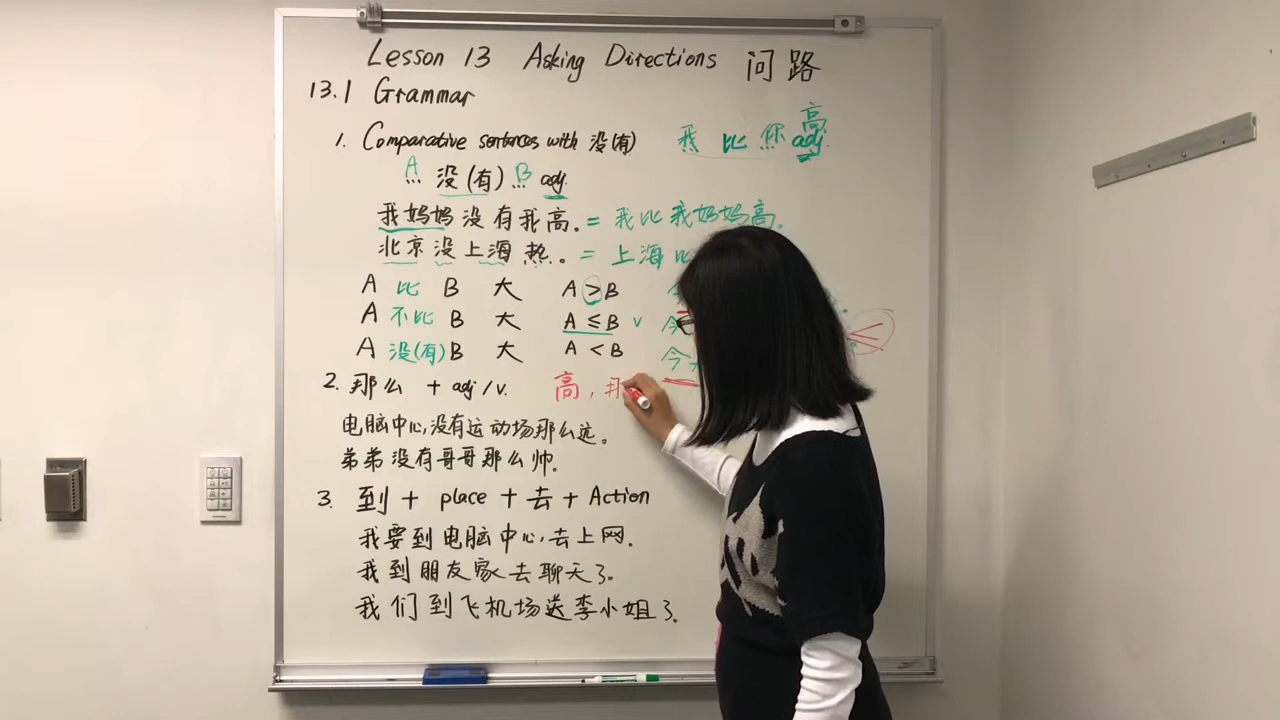 Lesson 13 Asking Directions 问路
13.1 Grammar
1. Comparative sentences with 没(有) 我比你adj. 高
A … 没(有) B … adj.
我妈妈没有我高。= 我比我妈妈高。
北京没上海热。= 上海比
A 比 B 大 A > B 今
A 不比 B 大 A ≤ B v 今 ≤
A 没(有) B 大 A < B 今天
2. 那么 + adj / v. 高,
电脑中心,没有运动场那么远。
弟弟没有哥哥那么帅.
3. 到 + place + 去 + Action
我要到电脑中心,去上网.
我到朋友家去聊天了.
我们到飞机场送李小姐了.